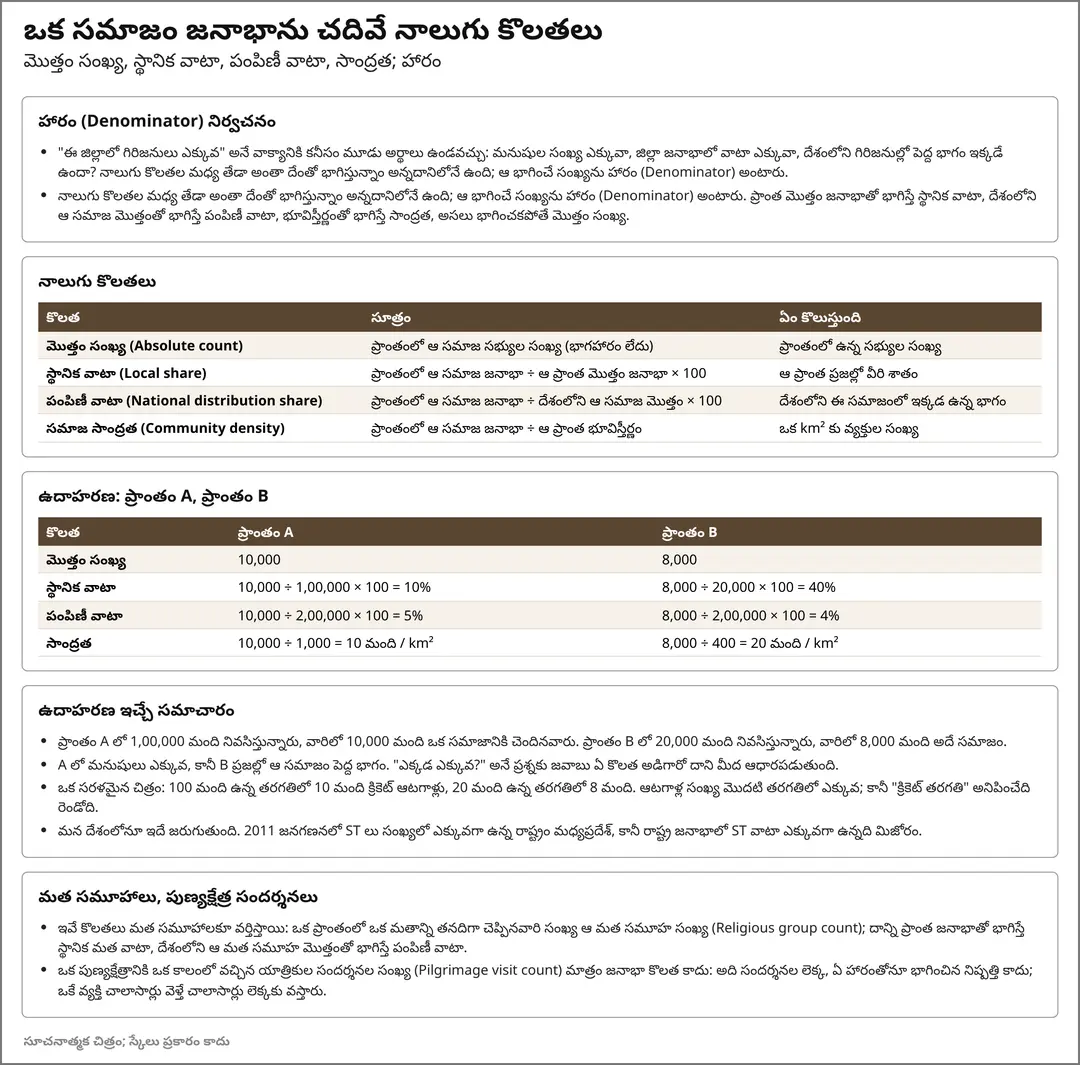 ఒక సమాజం జనాభాను చదివే నాలుగు కొలతలు
మొత్తం సంఖ్య, స్థానిక వాటా, పంపిణీ వాటా, సాంద్రత; హారం
హారం (Denominator) నిర్వచనం
• "ఈ జిల్లాలో గిరిజనులు ఎక్కువ" అనే వాక్యానికి కనీసం మూడు అర్థాలు ఉండవచ్చు: మనుషుల సంఖ్య ఎక్కువా, జిల్లా జనాభాలో వాటా ఎక్కువా, దేశంలోని గిరిజనుల్లో పెద్ద భాగం ఇక్కడే
ఉందా? నాలుగు కొలతల మధ్య తేడా అంతా దేంతో భాగిస్తున్నాం అన్నదానిలోనే ఉంది; ఆ భాగించే సంఖ్యను హారం (Denominator) అంటారు.
• నాలుగు కొలతల మధ్య తేడా అంతా దేంతో భాగిస్తున్నాం అన్నదానిలోనే ఉంది; ఆ భాగించే సంఖ్యను హారం (Denominator) అంటారు. ప్రాంత మొత్తం జనాభాతో భాగిస్తే స్థానిక వాటా, దేశంలోని
ఆ సమాజ మొత్తంతో భాగిస్తే పంపిణీ వాటా, భూవిస్తీర్ణంతో భాగిస్తే సాంద్రత, అసలు భాగించకపోతే మొత్తం సంఖ్య.
నాలుగు కొలతలు
కొలత సూత్రం ఏం కొలుస్తుంది
మొత్తం సంఖ్య (Absolute count) ప్రాంతంలో ఆ సమాజ సభ్యుల సంఖ్య (భాగహారం లేదు) ప్రాంతంలో ఉన్న సభ్యుల సంఖ్య
స్థానిక వాటా (Local share) ప్రాంతంలో ఆ సమాజ జనాభా ÷ ఆ ప్రాంత మొత్తం జనాభా × 100 ఆ ప్రాంత ప్రజల్లో వీరి శాతం
పంపిణీ వాటా (National distribution share) ప్రాంతంలో ఆ సమాజ జనాభా ÷ దేశంలోని ఆ సమాజ మొత్తం × 100 దేశంలోని ఈ సమాజంలో ఇక్కడ ఉన్న భాగం
సమాజ సాంద్రత (Community density) ప్రాంతంలో ఆ సమాజ జనాభా ÷ ఆ ప్రాంత భూవిస్తీర్ణం ఒక km² కు వ్యక్తుల సంఖ్య
ఉదాహరణ: ప్రాంతం A, ప్రాంతం B
కొలత ప్రాంతం A ప్రాంతం B
మొత్తం సంఖ్య 10,000 8,000
స్థానిక వాటా 10,000 ÷ 1,00,000 × 100 = 10% 8,000 ÷ 20,000 × 100 = 40%
పంపిణీ వాటా 10,000 ÷ 2,00,000 × 100 = 5% 8,000 ÷ 2,00,000 × 100 = 4%
సాంద్రత 10,000 ÷ 1,000 = 10 మంది / km² 8,000 ÷ 400 = 20 మంది / km²
ఉదాహరణ ఇచ్చే సమాచారం
• ప్రాంతం A లో 1,00,000 మంది నివసిస్తున్నారు, వారిలో 10,000 మంది ఒక సమాజానికి చెందినవారు. ప్రాంతం B లో 20,000 మంది నివసిస్తున్నారు, వారిలో 8,000 మంది అదే సమాజం.
• A లో మనుషులు ఎక్కువ, కానీ B ప్రజల్లో ఆ సమాజం పెద్ద భాగం. "ఎక్కడ ఎక్కువ?" అనే ప్రశ్నకు జవాబు ఏ కొలత అడిగారో దాని మీద ఆధారపడుతుంది.
• ఒక సరళమైన చిత్రం: 100 మంది ఉన్న తరగతిలో 10 మంది క్రికెట్ ఆటగాళ్లు, 20 మంది ఉన్న తరగతిలో 8 మంది. ఆటగాళ్ల సంఖ్య మొదటి తరగతిలో ఎక్కువ; కానీ "క్రికెట్ తరగతి" అనిపించేది
రెండోది.
• మన దేశంలోనూ ఇదే జరుగుతుంది. 2011 జనగణనలో ST లు సంఖ్యలో ఎక్కువగా ఉన్న రాష్ట్రం మధ్యప్రదేశ్, కానీ రాష్ట్ర జనాభాలో ST వాటా ఎక్కువగా ఉన్నది మిజోరం.
మత సమూహాలు, పుణ్యక్షేత్ర సందర్శనలు
• ఇవే కొలతలు మత సమూహాలకూ వర్తిస్తాయి: ఒక ప్రాంతంలో ఒక మతాన్ని తనదిగా చెప్పినవారి సంఖ్య ఆ మత సమూహ సంఖ్య (Religious group count); దాన్ని ప్రాంత జనాభాతో భాగిస్తే
స్థానిక మత వాటా, దేశంలోని ఆ మత సమూహ మొత్తంతో భాగిస్తే పంపిణీ వాటా.
• ఒక పుణ్యక్షేత్రానికి ఒక కాలంలో వచ్చిన యాత్రికుల సందర్శనల సంఖ్య (Pilgrimage visit count) మాత్రం జనాభా కొలత కాదు: అది సందర్శనల లెక్క, ఏ హారంతోనూ భాగించిన నిష్పత్తి కాదు;
ఒకే వ్యక్తి చాలాసార్లు వెళ్తే చాలాసార్లు లెక్కకు వస్తారు.
సూచనాత్మక చిత్రం; స్కేలు ప్రకారం కాదు